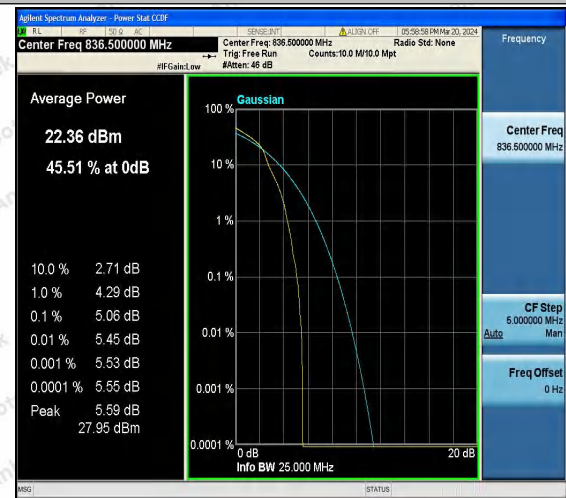 Agilent Spectrum Analyzer - Power Stat CCDF
RL RF 50 Ω AC SENSE:INT ALIGN OFF 05:58:58 PM Mar 20, 2024
Center Freq 836.500000 MHz
Center Freq: 836.500000 MHz Radio Std: None
Trig: Free Run Counts:10.0 M/10.0 Mpt
#IFGain:Low #Atten: 46 dB
Frequency
Average Power
22.36 dBm
45.51 % at 0dB
10.0 % 2.71 dB
1.0 % 4.29 dB
0.1 % 5.06 dB
0.01 % 5.45 dB
0.001 % 5.53 dB
0.0001 % 5.55 dB
Peak 5.59 dB
27.95 dBm
Gaussian
100 %
10 %
1 %
0.1 %
0.01 %
0.001 %
0.0001 %
0 dB 20 dB
Info BW 25.000 MHz
Center Freq
836.500000 MHz
CF Step
5.000000 MHz
Auto Man
Freq Offset
0 Hz
MSG STATUS